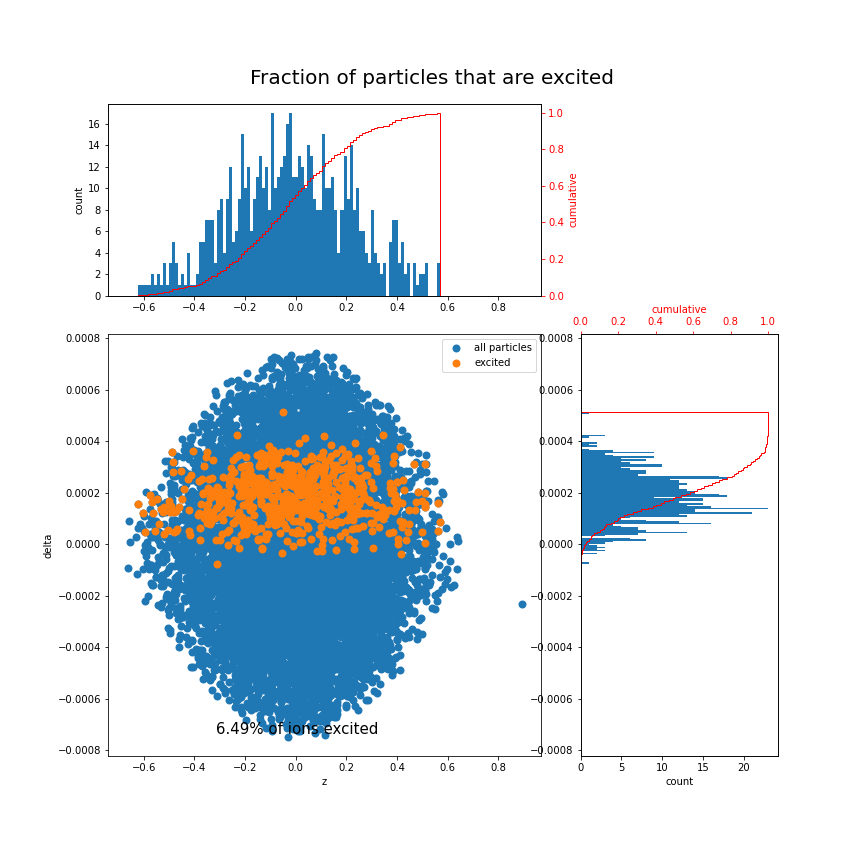 Fraction of particles that are excited
16
14
12
10
8
6
4
2
0
count
−0.6 −0.4 −0.2 0.0 0.2 0.4 0.6 0.8
1.0
0.8
0.6
0.4
0.2
0.0
cumulative
0.0008
0.0006
0.0004
0.0002
0.0000
−0.0002
−0.0004
−0.0006
−0.0008
delta
all particles
excited
6.49% of ions excited
−0.6 −0.4 −0.2 0.0 0.2 0.4 0.6 0.8
z
cumulative
0.0 0.2 0.4 0.6 0.8 1.0
0.0008
0.0006
0.0004
0.0002
0.0000
−0.0002
−0.0004
−0.0006
−0.0008
0 5 10 15 20
count